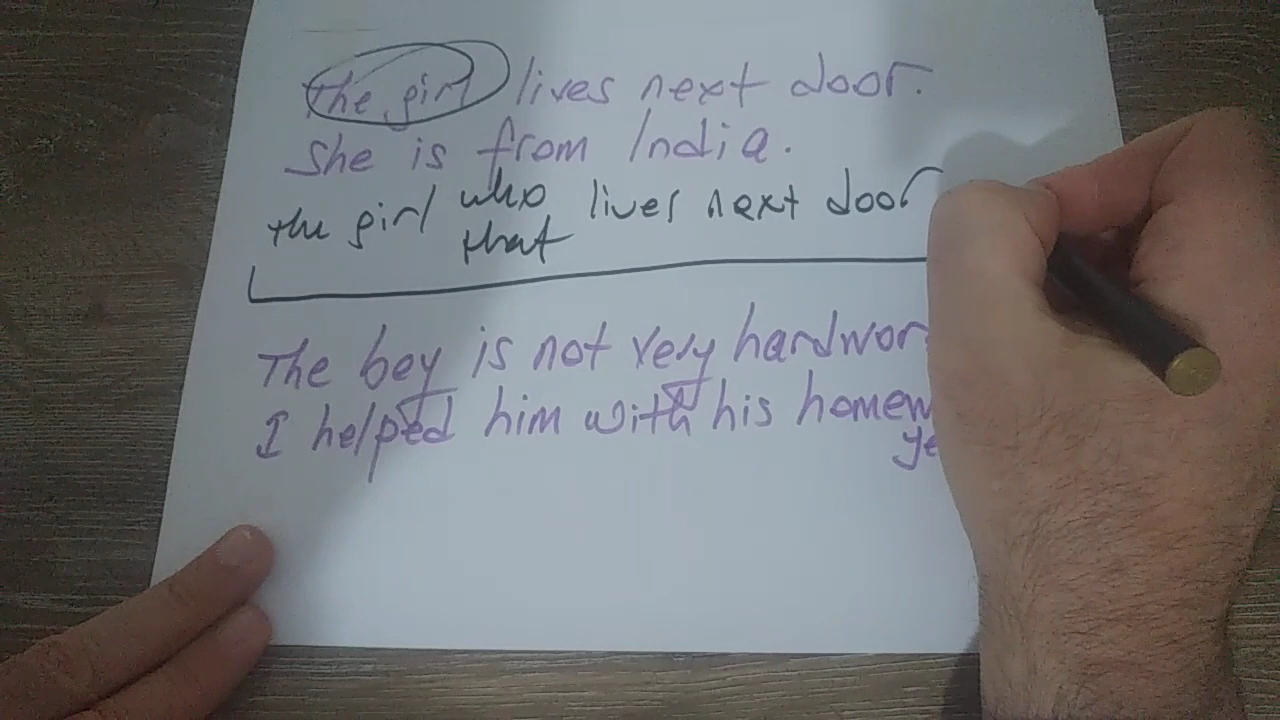 The girl lives next door.
She is from India.
the girl who lives next door
that
The boy is not very hardwor
I helped him with his homew
ye